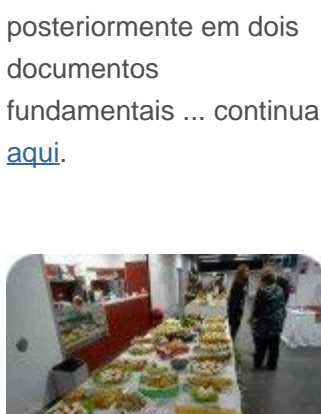 posteriormente em dois
documentos
fundamentais ... continua
aqui.